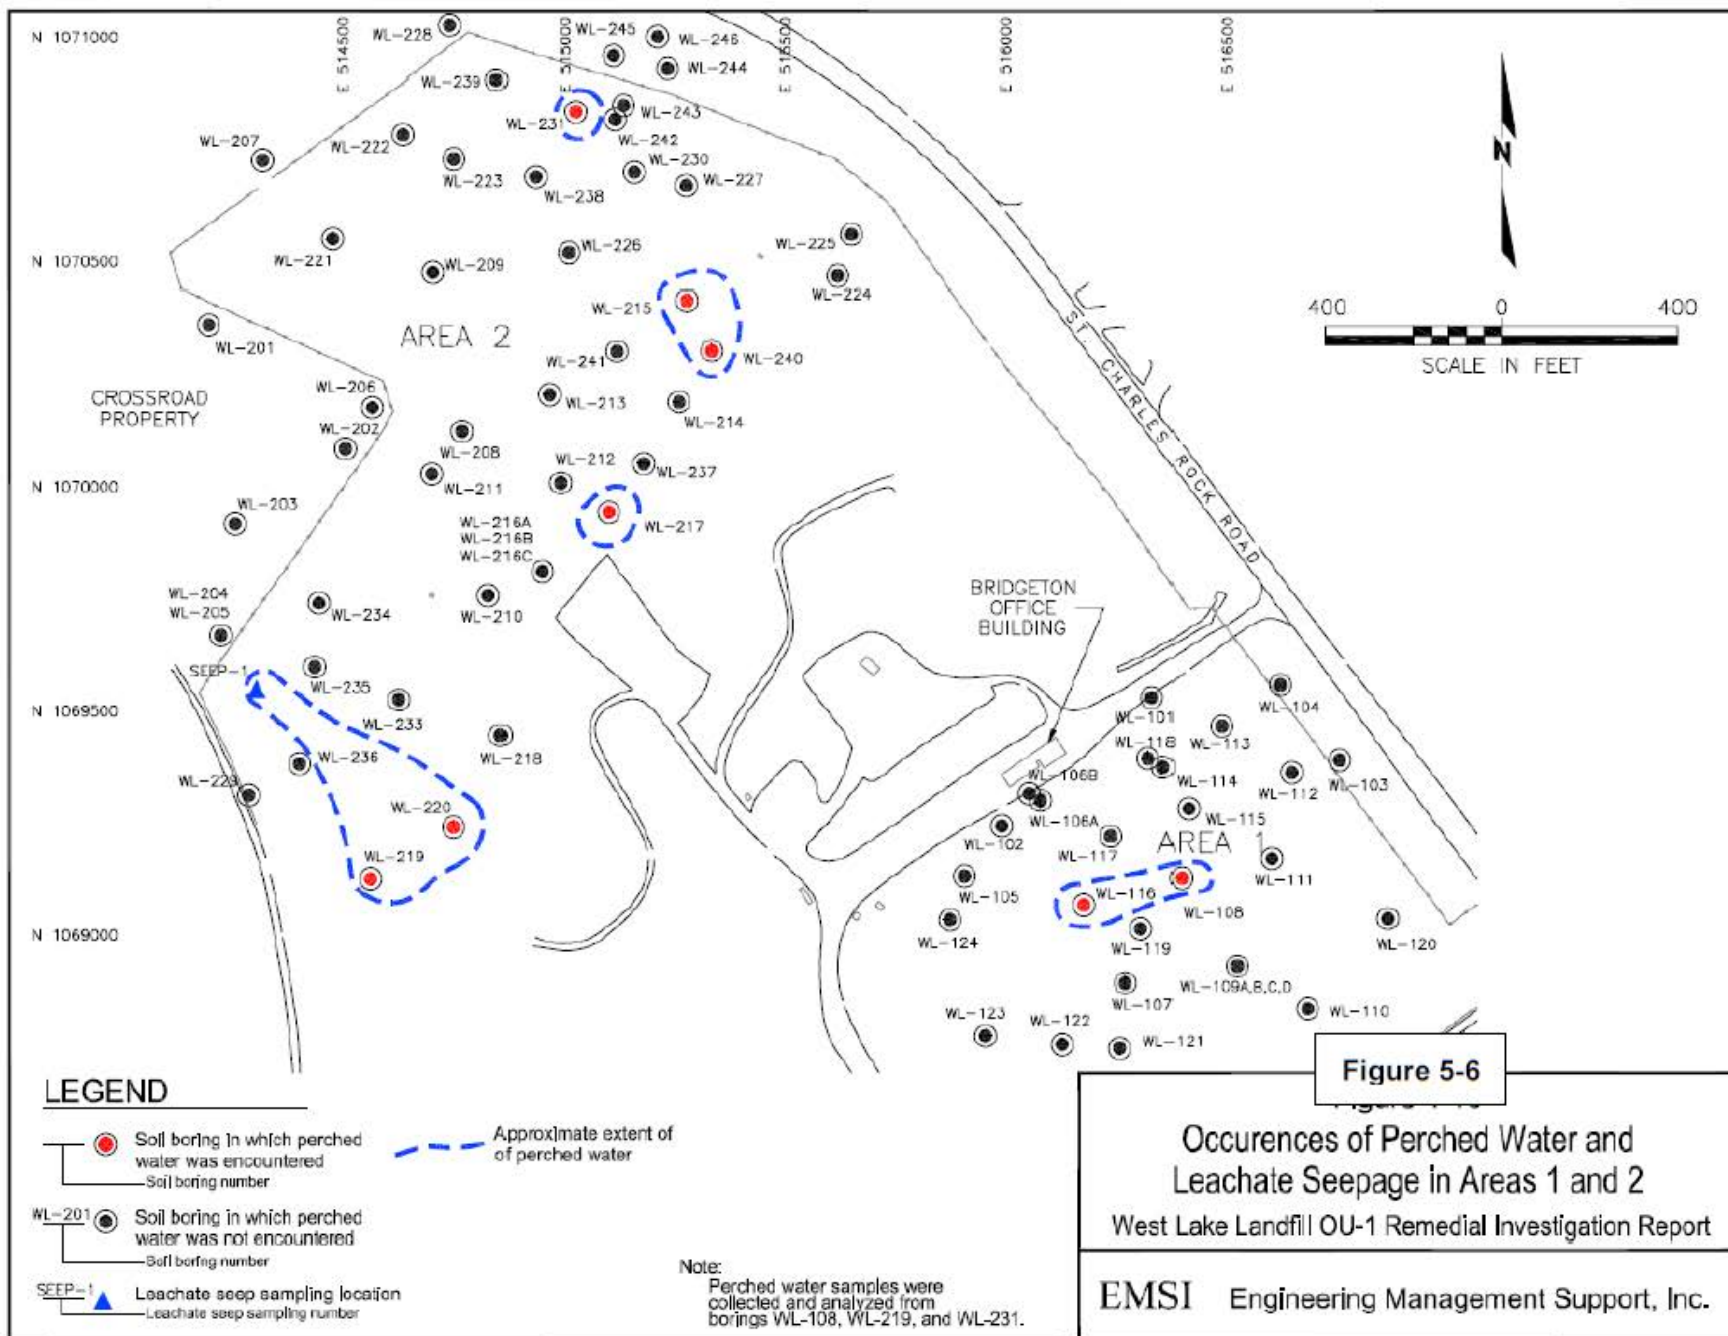 N 1071000
E 514500
E 515000
E 515500
E 516000
E 516500
WL-228
WL-245
WL-246
WL-244
WL-239
WL-243
WL-231
WL-242
WL-207
WL-222
WL-223
WL-238
WL-230
WL-227
N
N 1070500
WL-221
WL-209
WL-226
WL-225
WL-224
WL-215
AREA 2
WL-201
WL-241
WL-240
400
0
400
SCALE IN FEET
ST. CHARLES ROCK ROAD
CROSSROAD
PROPERTY
WL-206
WL-202
WL-213
WL-214
WL-208
WL-212
WL-237
N 1070000
WL-211
WL-203
WL-216A
WL-216B
WL-216C
WL-217
WL-204
WL-205
WL-234
WL-210
BRIDGETON
OFFICE
BUILDING
SEEP-1
WL-235
WL-233
WL-218
N 1069500
WL-101
WL-104
WL-118
WL-113
WL-236
WL-106B
WL-114
WL-112
WL-103
WL-220
WL-106A
WL-115
WL-102
WL-117
AREA 1
WL-219
WL-105
WL-116
WL-111
WL-108
N 1069000
WL-124
WL-119
WL-120
WL-109A,B,C,D
WL-107
WL-110
WL-123
WL-122
WL-121
LEGEND
Soil boring in which perched
water was encountered
Soil boring number
Approximate extent of
of perched water
WL-201
Soil boring in which perched
water was not encountered
Soil boring number
SEEP-1
Leachate seep sampling location
Leachate seep sampling number
Note:
Perched water samples were
collected and analyzed from
borings WL-108, WL-219, and WL-231.
Figure 5-6
Occurences of Perched Water and
Leachate Seepage in Areas 1 and 2
West Lake Landfill OU-1 Remedial Investigation Report
EMSI Engineering Management Support, Inc.